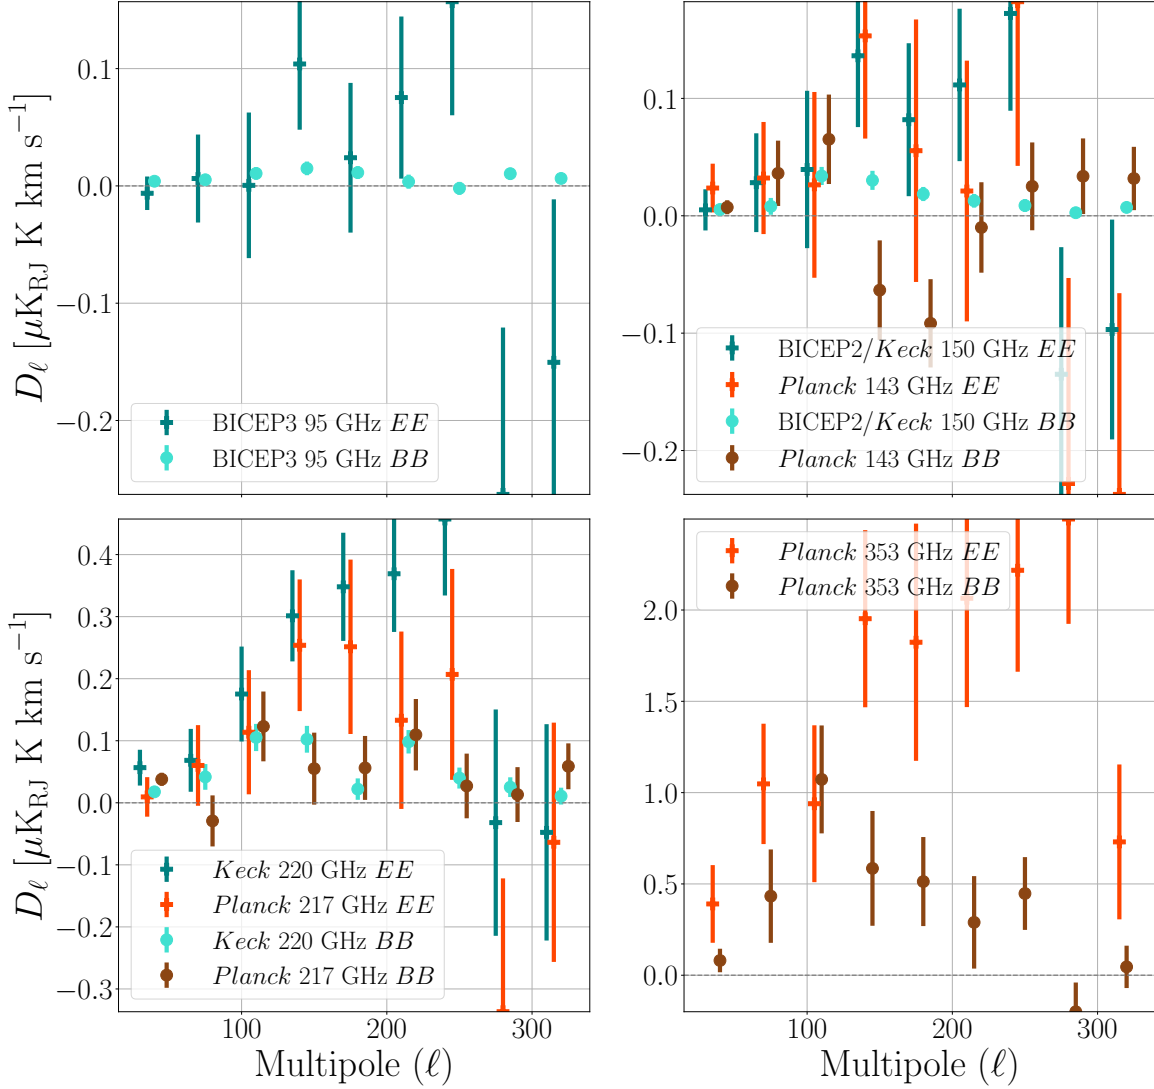 0.1
0.0
−0.1
−0.2
D_ℓ [μK_RJ K km s⁻¹]
BICEP3 95 GHz EE
BICEP3 95 GHz BB
0.1
0.0
−0.1
−0.2
BICEP2/Keck 150 GHz EE
Planck 143 GHz EE
BICEP2/Keck 150 GHz BB
Planck 143 GHz BB
0.4
0.3
0.2
0.1
0.0
−0.1
−0.2
−0.3
D_ℓ [μK_RJ K km s⁻¹]
Keck 220 GHz EE
Planck 217 GHz EE
Keck 220 GHz BB
Planck 217 GHz BB
100 200 300
Multipole (ℓ)
Planck 353 GHz EE
Planck 353 GHz BB
2.0
1.5
1.0
0.5
0.0
100 200 300
Multipole (ℓ)